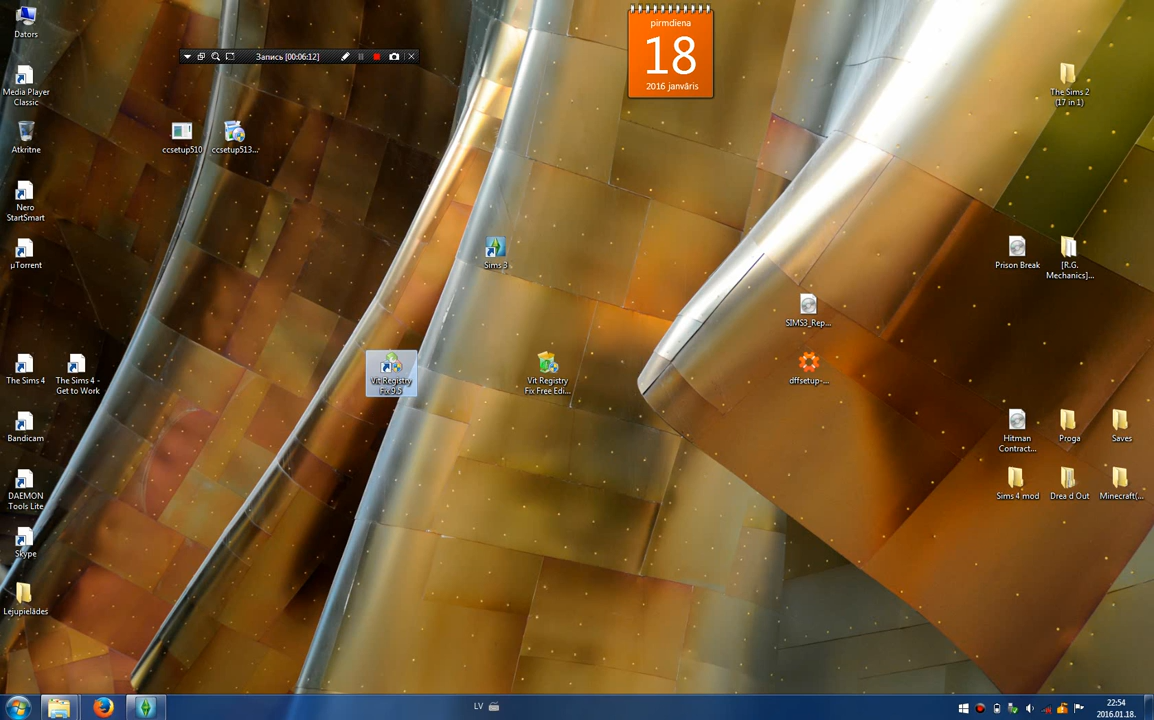 Dators
Media Player
Classic
Atkritne
Nero
StartSmart
µTorrent
The Sims 4
The Sims 4 -
Get to Work
Bandicam
DAEMON
Tools Lite
Skype
Lejupielādes
Запись [00:06:12]
ccsetup510
ccsetup513...
Sims 3
Vit Registry
Fix 9.5
Vit Registry
Fix Free Edi...
pirmdiena
18
2016 janvāris
SIMS3_Rep...
dffsetup-...
The Sims 2
(17 in 1)
Prison Break
[R.G.
Mechanics]...
Hitman
Contract...
Proga
Saves
Sims 4 mod
Drea d Out
Minecraft(...
LV
22:54
2016.01.18.